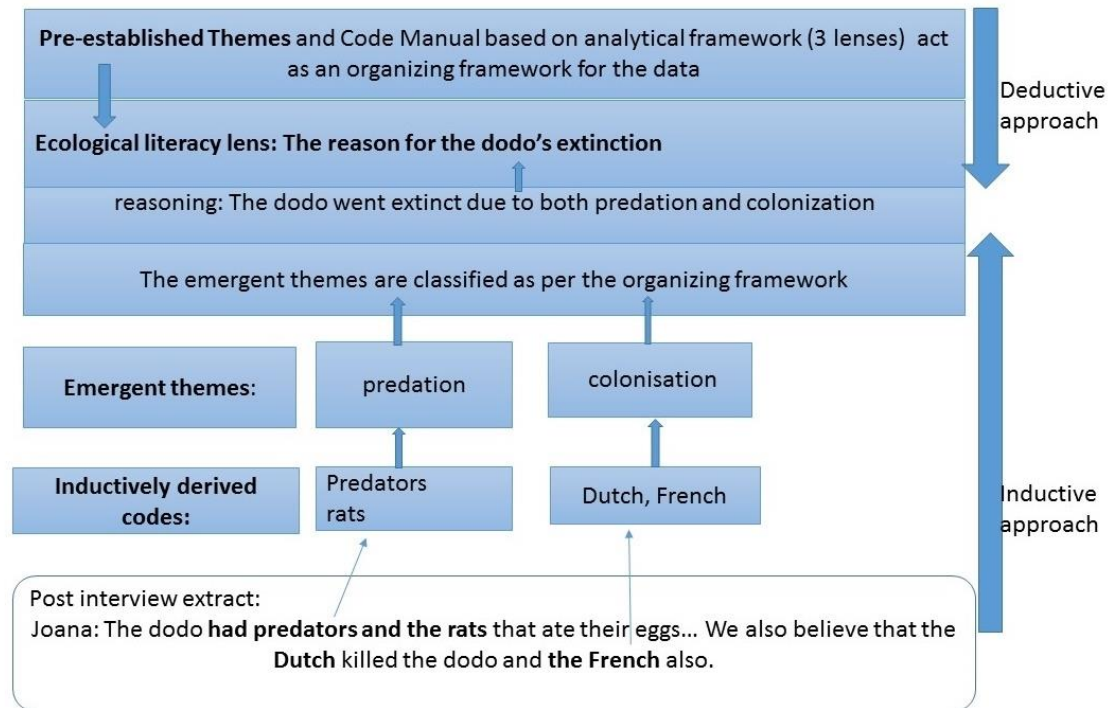 Pre-established Themes and Code Manual based on analytical framework (3 lenses) act
as an organizing framework for the data
Deductive
approach
Ecological literacy lens: The reason for the dodo's extinction
reasoning: The dodo went extinct due to both predation and colonization
The emergent themes are classified as per the organizing framework
Emergent themes:
predation
colonisation
Inductively derived
codes:
Predators
rats
Dutch, French
Inductive
approach
Post interview extract:
Joana: The dodo had predators and the rats that ate their eggs... We also believe that the
Dutch killed the dodo and the French also.